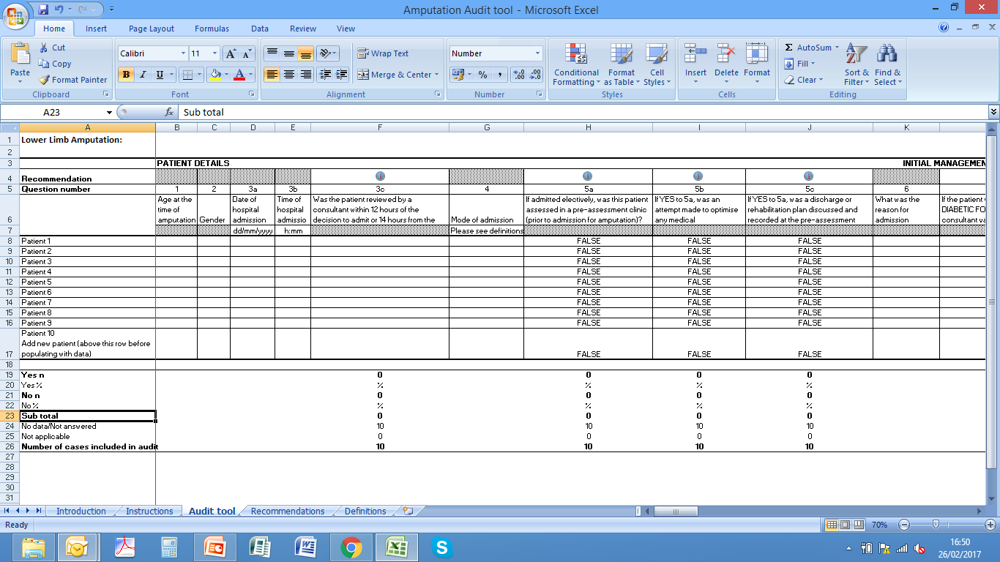 Amputation Audit tool - Microsoft Excel
Home Insert Page Layout Formulas Data Review View
Paste
Cut
Copy
Format Painter
Clipboard
Calibri 11
B I U
Font
Wrap Text
Merge & Center
Alignment
Number
% ,
Number
Conditional Formatting
Format as Table
Cell Styles
Styles
Insert Delete Format
Cells
Σ AutoSum
Fill
Clear
Sort & Filter
Find & Select
Editing
A23 fx Sub total
A B C D E F G H I J K
1 Lower Limb Amputation:
2
3 PATIENT DETAILS INITIAL MANAGEMEN
4 Recommendation
5 Question number 1 2 3a 3b 3c 4 5a 5b 5c 6
Age at the Date of Time of Was the patient reviewed by a If admitted electively, was this patient If YES to 5a, was an If YES to 5a, was a discharge or What was the If the patient
time of hospital hospital consultant within 12 hours of the assessed in a pre-assessment clinic attempt made to optimise rehabilitation plan discussed and reason for DIABETIC FO
6 amputation Gender admission admissio decision to admit or 14 hours from the Mode of admission (prior to admission for amputation)? any medical recorded at the pre-assessment admission consultant va
7 dd/mm/yyyy h:mm Please see definitions
8 Patient 1 FALSE FALSE FALSE
9 Patient 2 FALSE FALSE FALSE
10 Patient 3 FALSE FALSE FALSE
11 Patient 4 FALSE FALSE FALSE
12 Patient 5 FALSE FALSE FALSE
13 Patient 6 FALSE FALSE FALSE
14 Patient 7 FALSE FALSE FALSE
15 Patient 8 FALSE FALSE FALSE
16 Patient 9 FALSE FALSE FALSE
Patient 10
Add new patient (above this row before
17 populating with data) FALSE FALSE FALSE
18
19 Yes n 0 0 0 0
20 Yes % % % % %
21 No n 0 0 0 0
22 No % % % % %
23 Sub total 0 0 0 0
24 No data/Not answered 10 10 10 10
25 Not applicable 0 0 0 0
26 Number of cases included in audit 10 10 10 10
27
28
29
30
31
Introduction Instructions Audit tool Recommendations Definitions
Ready 70%
16:50
26/02/2017